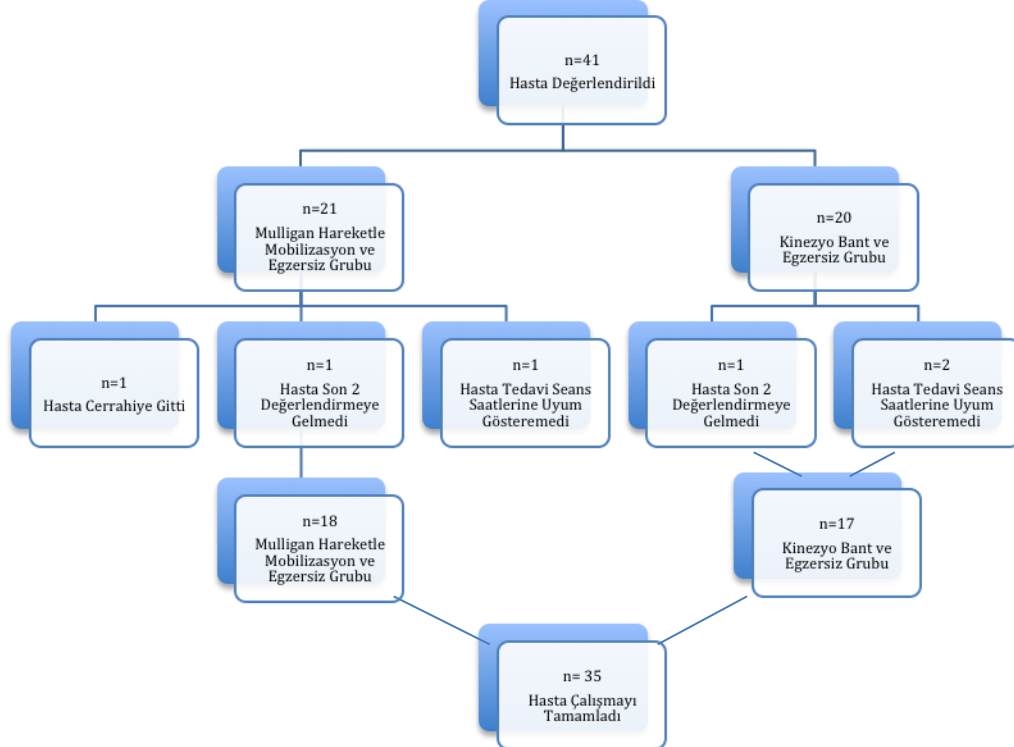 n=41
Hasta Değerlendirildi
n=21
Mulligan Hareketle
Mobilizasyon ve
Egzersiz Grubu
n=20
Kinezyo Bant ve
Egzersiz Grubu
n=1
Hasta Cerrahiye Gitti
n=1
Hasta Son 2
Değerlendirmeye
Gelmedi
n=1
Hasta Tedavi Seans
Saatlerine Uyum
Gösteremedi
n=1
Hasta Son 2
Değerlendirmeye
Gelmedi
n=2
Hasta Tedavi Seans
Saatlerine Uyum
Gösteremedi
n=18
Mulligan Hareketle
Mobilizasyon ve
Egzersiz Grubu
n=17
Kinezyo Bant ve
Egzersiz Grubu
n= 35
Hasta Çalışmayı
Tamamladı